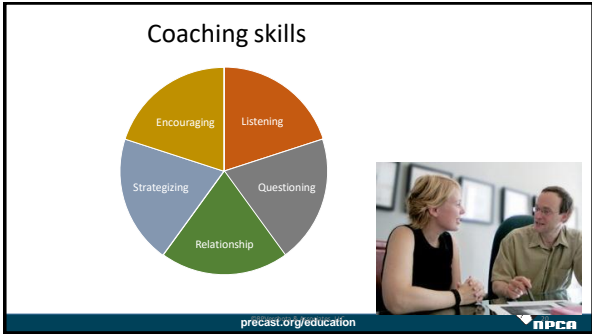 Coaching skills
Encouraging
Listening
Strategizing
Questioning
Relationship
precast.org/education
NPCA